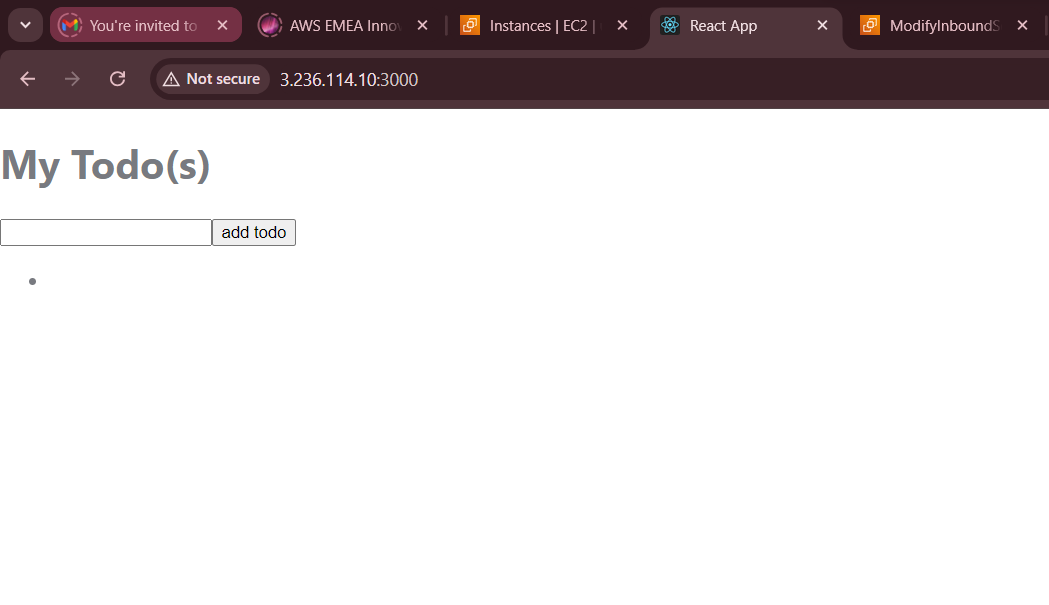 You're invited to
AWS EMEA Innov
Instances | EC2 |
React App
ModifyInboundS
Not secure
3.236.114.10:3000
My Todo(s)
add todo